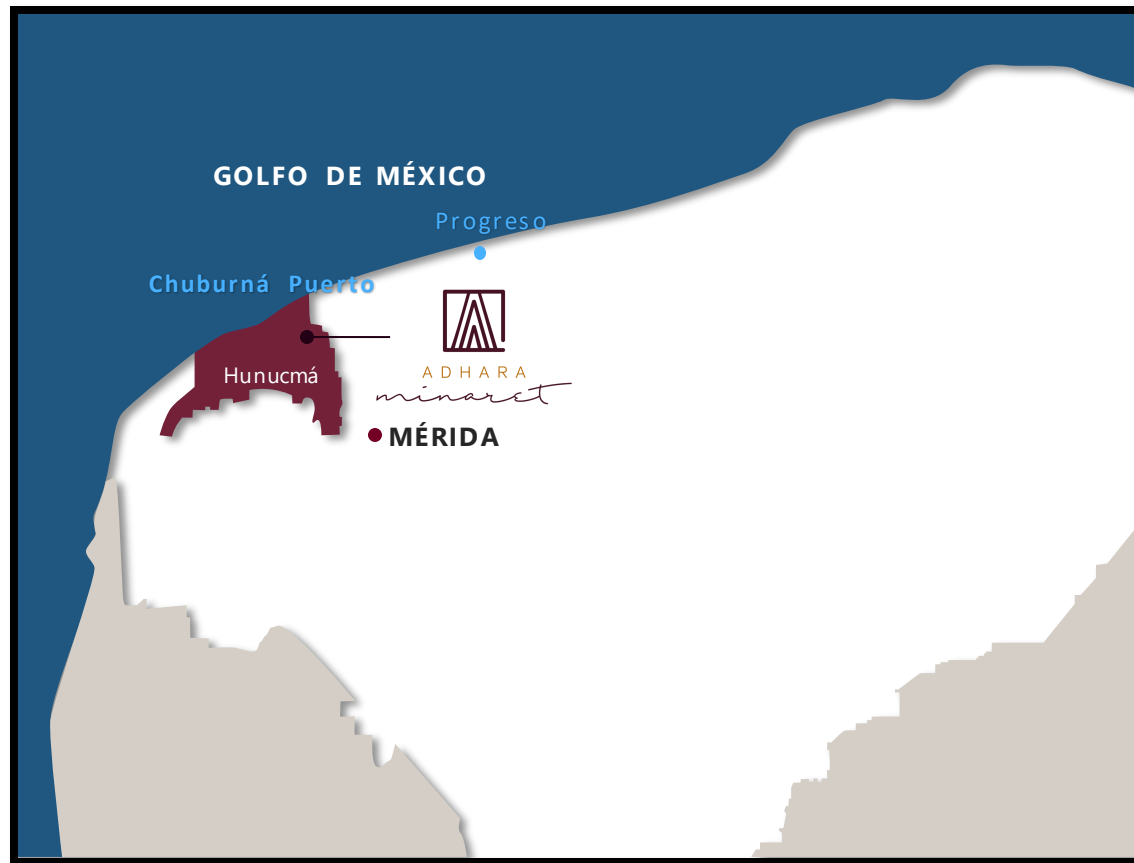 GOLFO DE MÉXICO
Progreso
Chuburná Puerto
Hunucmá
ADHARA
minaret
MÉRIDA